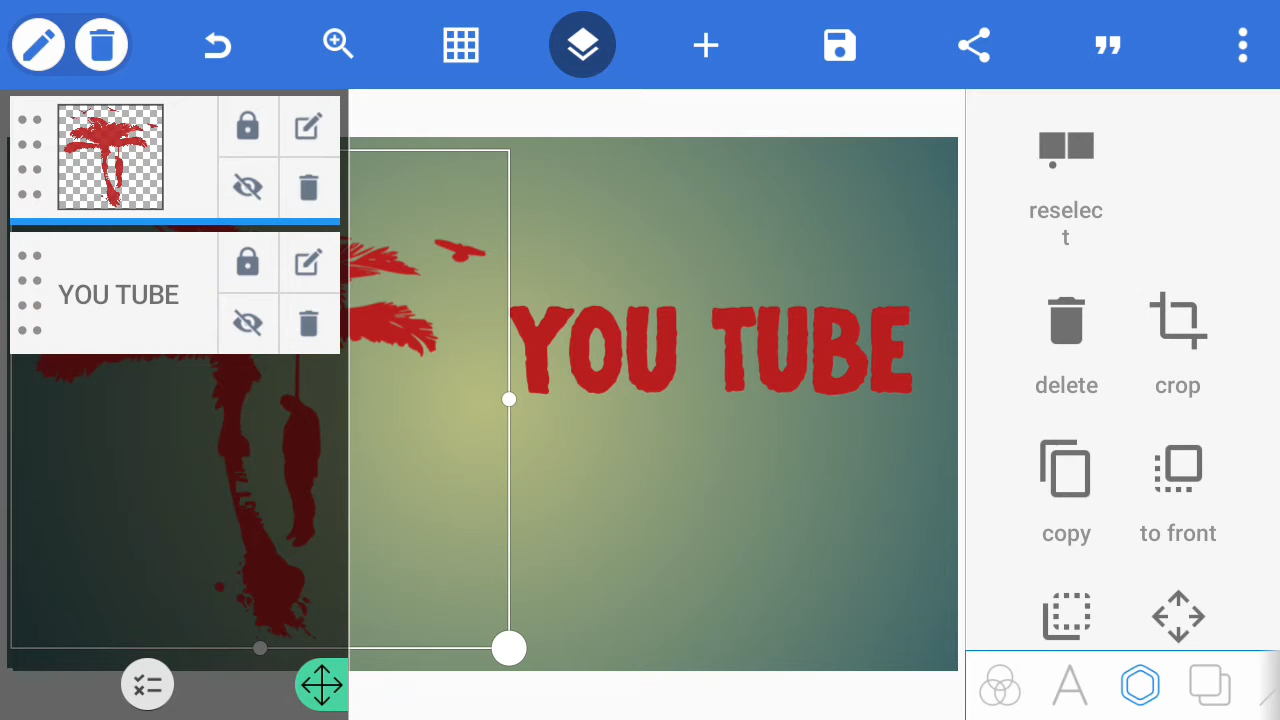 YOU TUBE
YOU TUBE
reselec
t
delete
crop
copy
to front